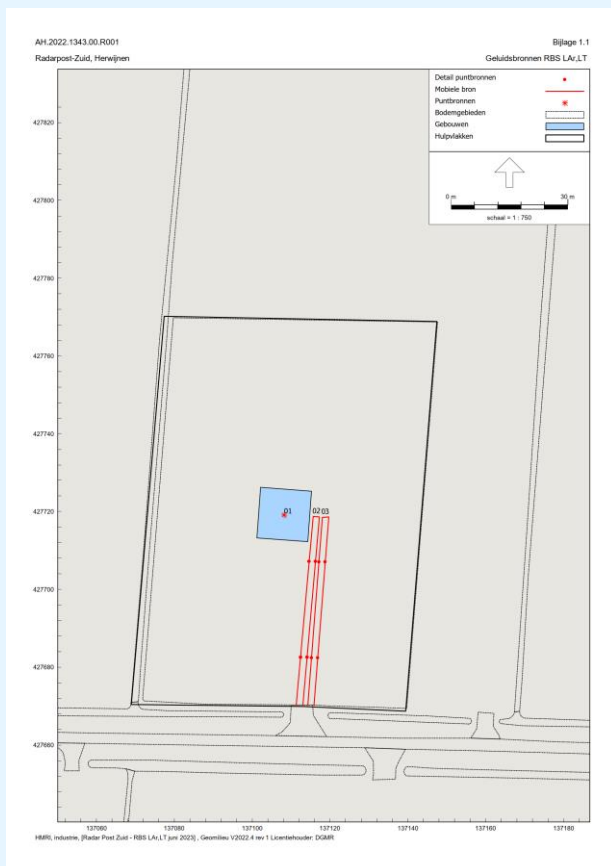 AH.2022.1343.00.R001
Bijlage 1.1
Radarpost-Zuid, Herwijnen
Geluidsbronnen RBS LAr,LT
Detail puntbronnen
Mobiele bron
Puntbronnen
Bodemgebieden
Gebouwen
Hulpvlakken
0 m
30 m
schaal = 1 : 750
427820
427800
427780
427760
427740
427720
427700
427680
427660
01
02
03
137060
137080
137100
137120
137140
137160
137180
HMRI, industrie, [Radar Post Zuid - RBS LAr,LT juni 2023] , Geomilieu V2022.4 rev 1 Licentiehouder: DGMR